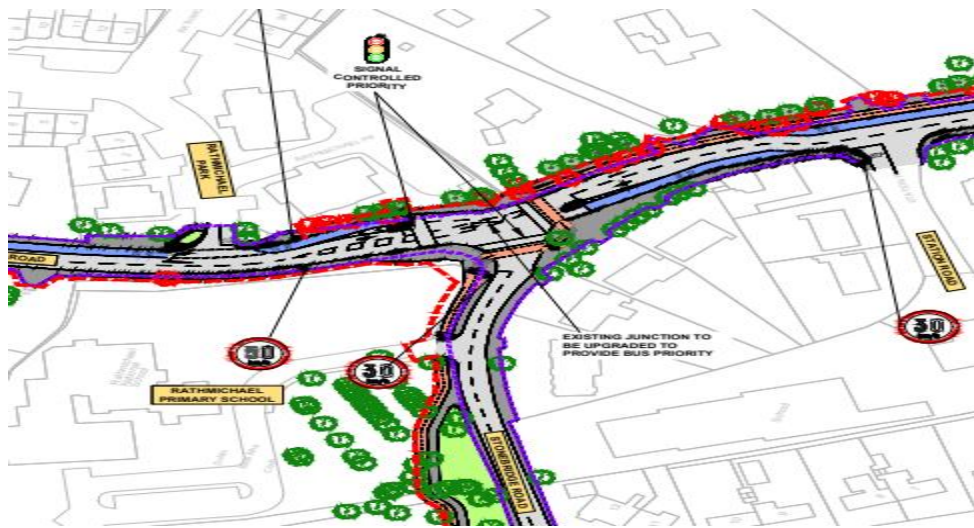 SIGNAL
CONTROLLED
PRIORITY
RATHMICHAEL
PARK
ROAD
STATION ROAD
30
EXISTING JUNCTION TO
BE UPGRADED TO
PROVIDE BUS PRIORITY
50
30
RATHMICHAEL
PRIMARY SCHOOL
STONEBRIDGE ROAD